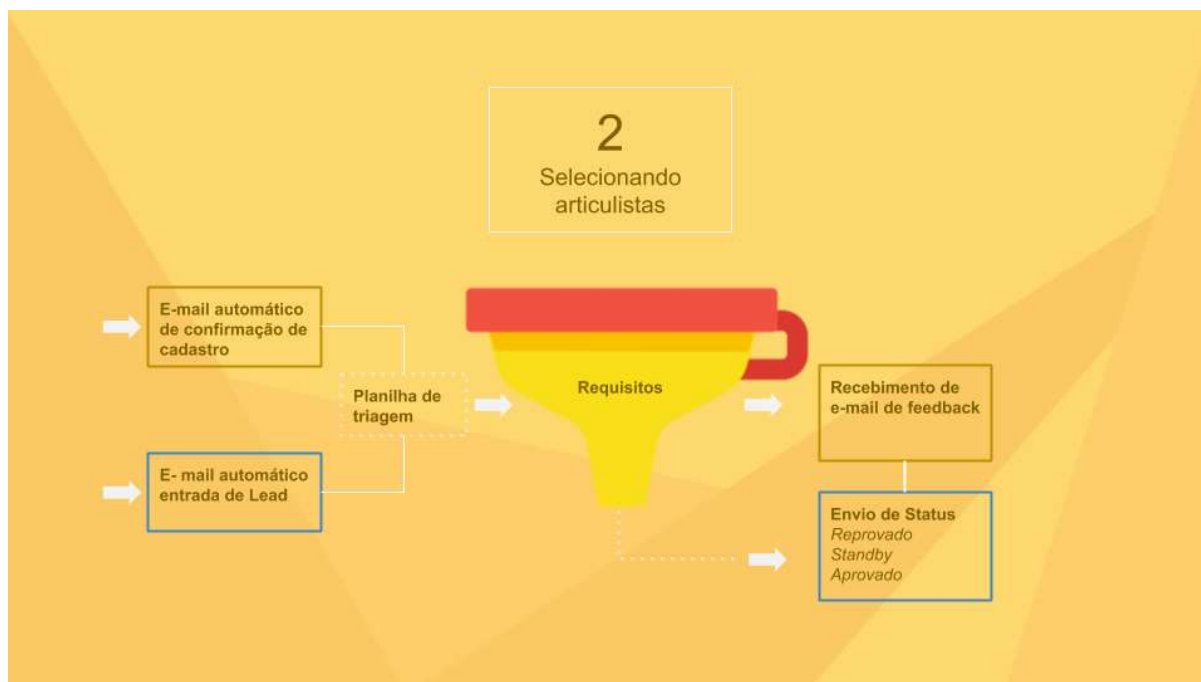 2
Selecionando
articulistas
E-mail automático
de confirmação de
cadastro
Planilha de
triagem
E- mail automático
entrada de Lead
Requisitos
Recebimento de
e-mail de feedback
Envio de Status
Reprovado
Standby
Aprovado